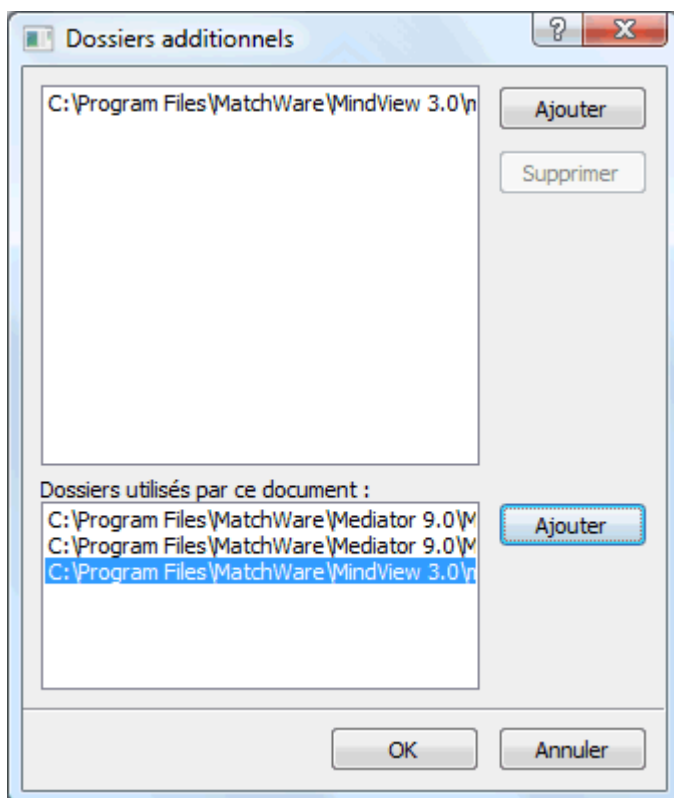 Dossiers additionnels
?
X
C:\Program Files\MatchWare\MindView 3.0\
Ajouter
Supprimer
Dossiers utilisés par ce document :
C:\Program Files\MatchWare\Mediator 9.0\M
C:\Program Files\MatchWare\Mediator 9.0\M
C:\Program Files\MatchWare\MindView 3.0\
Ajouter
OK
Annuler